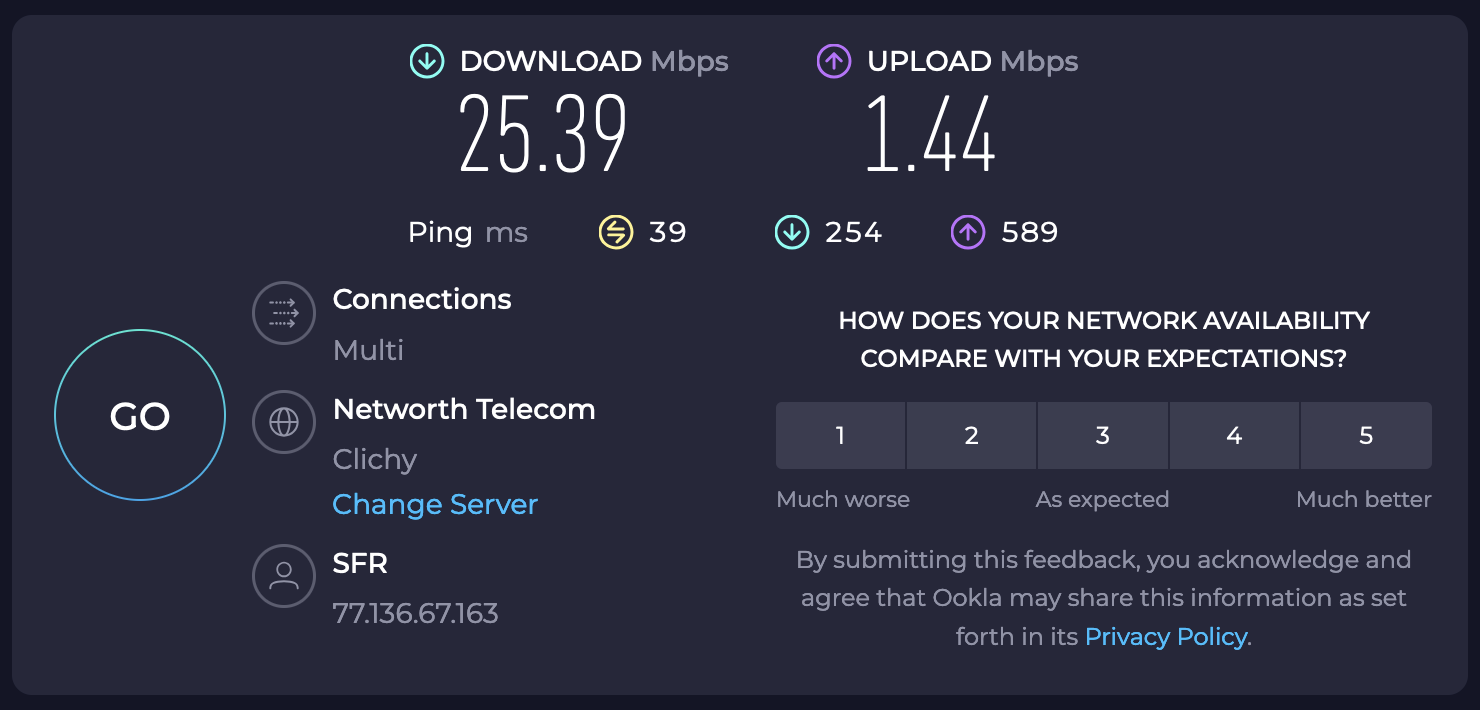 DOWNLOAD Mbps
25.39
UPLOAD Mbps
1.44
Ping ms 39 254 589
GO
Connections
Multi
Networth Telecom
Clichy
Change Server
SFR
77.136.67.163
HOW DOES YOUR NETWORK AVAILABILITY
COMPARE WITH YOUR EXPECTATIONS?
1 2 3 4 5
Much worse As expected Much better
By submitting this feedback, you acknowledge and
agree that Ookla may share this information as set
forth in its Privacy Policy.